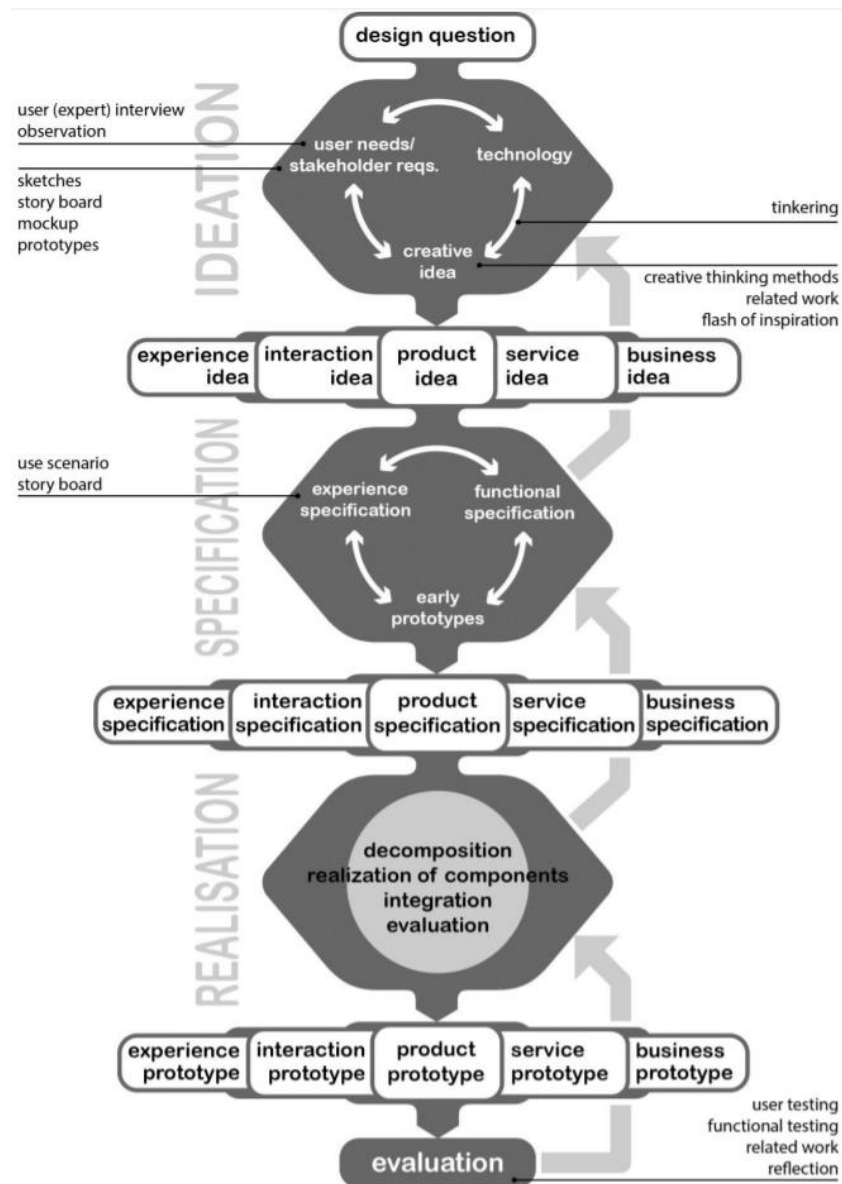 design question
IDEATION
user (expert) interview
observation
user needs/
stakeholder reqs.
technology
sketches
story board
mockup
prototypes
tinkering
creative
idea
creative thinking methods
related work
flash of inspiration
experience
idea
interaction
idea
product
idea
service
idea
business
idea
SPECIFICATION
use scenario
story board
experience
specification
functional
specification
early
prototypes
experience
specification
interaction
specification
product
specification
service
specification
business
specification
REALISATION
decomposition
realization of components
integration
evaluation
experience
prototype
interaction
prototype
product
prototype
service
prototype
business
prototype
evaluation
user testing
functional testing
related work
reflection